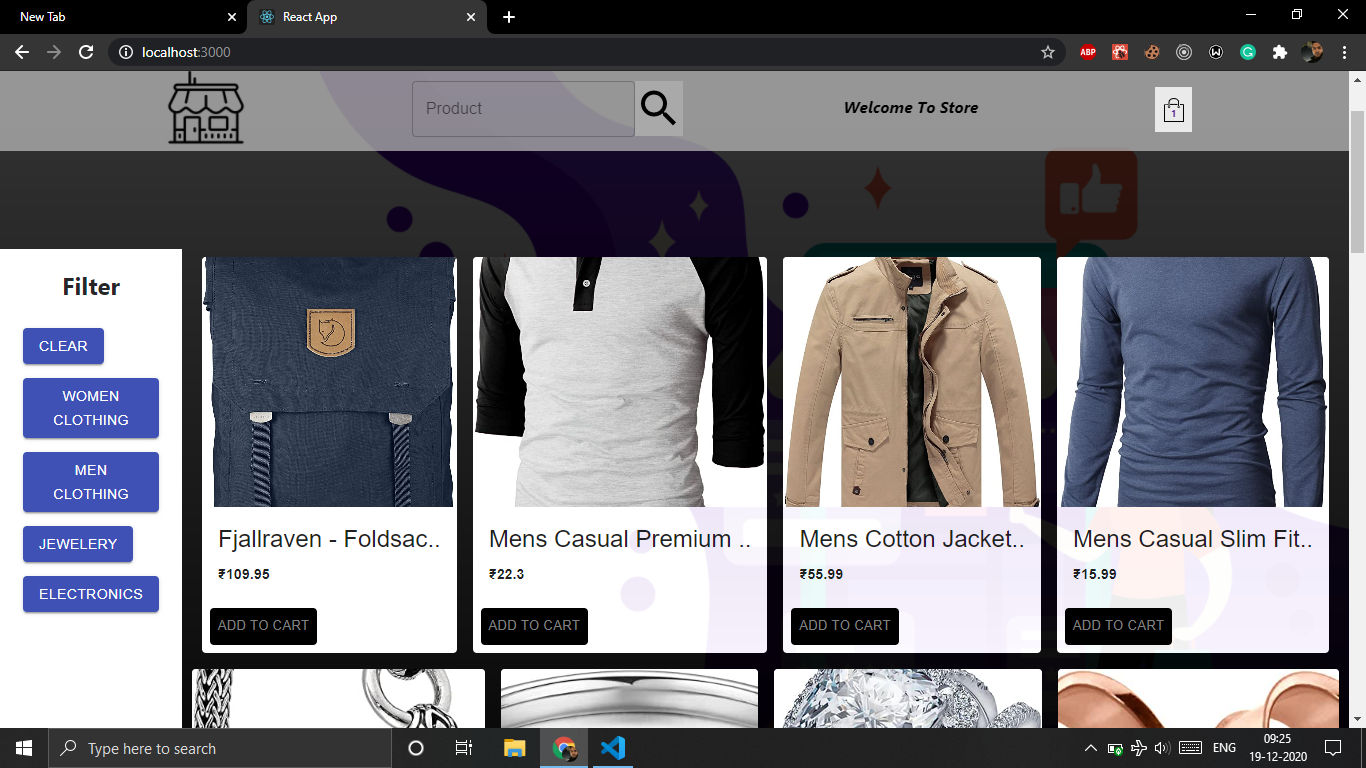 New Tab
React App
localhost:3000
ABP
Product
Welcome To Store
1
Filter
CLEAR
WOMEN
CLOTHING
MEN
CLOTHING
JEWELERY
ELECTRONICS
Fjallraven - Foldsac..
₹109.95
ADD TO CART
Mens Casual Premium ..
₹22.3
ADD TO CART
Mens Cotton Jacket..
₹55.99
ADD TO CART
Mens Casual Slim Fit..
₹15.99
ADD TO CART
Type here to search
ENG
09:25
19-12-2020